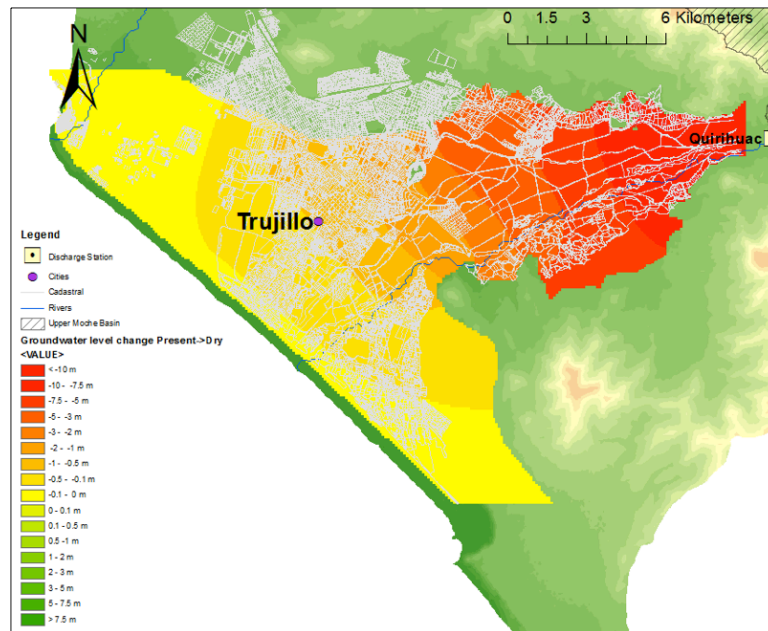 0 1.5 3 6 Kilometers
N
Quirihuac
Trujillo
Legend
Discharge Station
Cities
Cadastral
Rivers
Upper Moche Basin
Groundwater level change Present->Dry
<VALUE>
< -10 m
-10 - -7.5 m
-7.5 - -5 m
-5 - -3 m
-3 - -2 m
-2 - -1 m
-1 - -0.5 m
-0.5 - -0.1 m
-0.1 - 0 m
0 - 0.1 m
0.1 - 0.5 m
0.5 -1 m
1 - 2 m
2 - 3 m
3 - 5 m
5 - 7.5 m
> 7.5 m